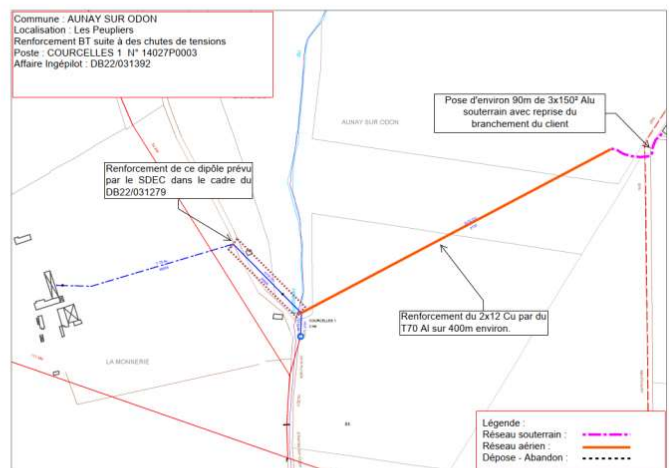 Commune : AUNAY SUR ODON
Localisation : Les Peupliers
Renforcement BT suite à des chutes de tensions
Poste : COURCELLES 1 N° 14027P0003
Affaire Ingépilot : DB22/031392
Pose d'environ 90m de 3x150² Alu
souterrain avec reprise du
branchement du client
AUNAY SUR ODON
Renforcement de ce dipôle prévu
par le SDEC dans le cadre du
DB22/031279
COURCELLES 1
Renforcement du 2x12 Cu par du
T70 Al sur 400m environ.
LA MONNERIE
Légende :
Réseau souterrain :
Réseau aérien :
Dépose - Abandon :